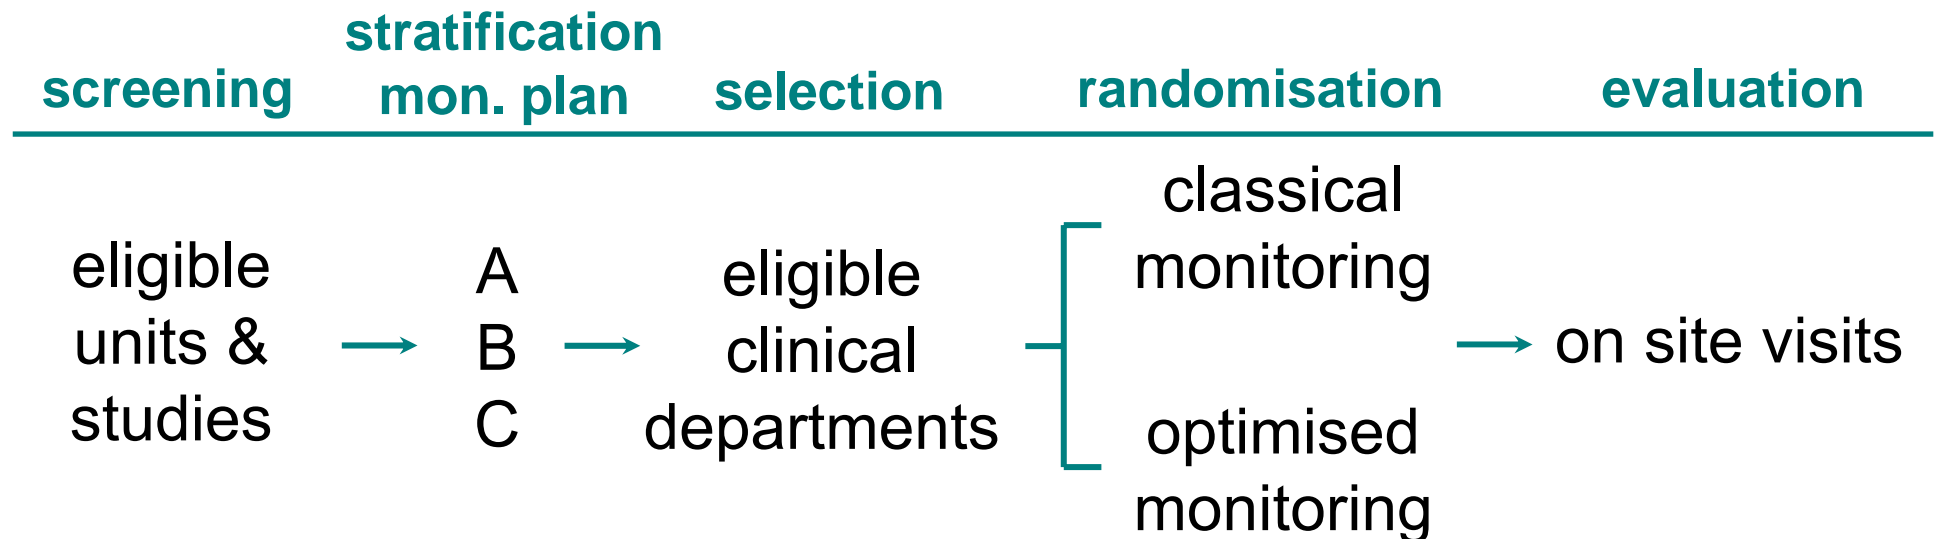 screening
stratification
mon. plan
selection
randomisation
evaluation
eligible
units &
studies
A
B
C
eligible
clinical
departments
classical
monitoring
optimised
monitoring
on site visits